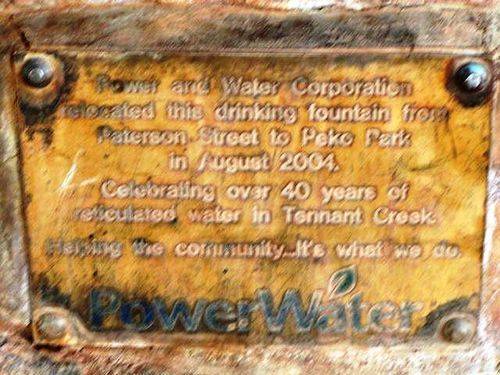 Power and Water Corporation
relocated this drinking fountain from
Paterson Street to Peko Park
in August 2004.
Celebrating over 40 years of
reticulated water in Tennant Creek.
Helping the community...It's what we do.
PowerWater